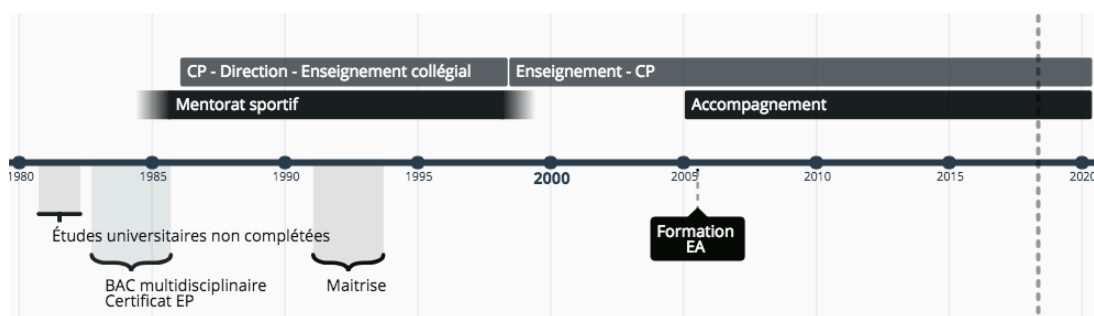 CP - Direction - Enseignement collégial
Enseignement - CP
Mentorat sportif
Accompagnement
1980
1985
1990
1995
2000
2005
2010
2015
2020
Études universitaires non complétées
Formation
EA
BAC multidisciplinaire
Certificat EP
Maitrise